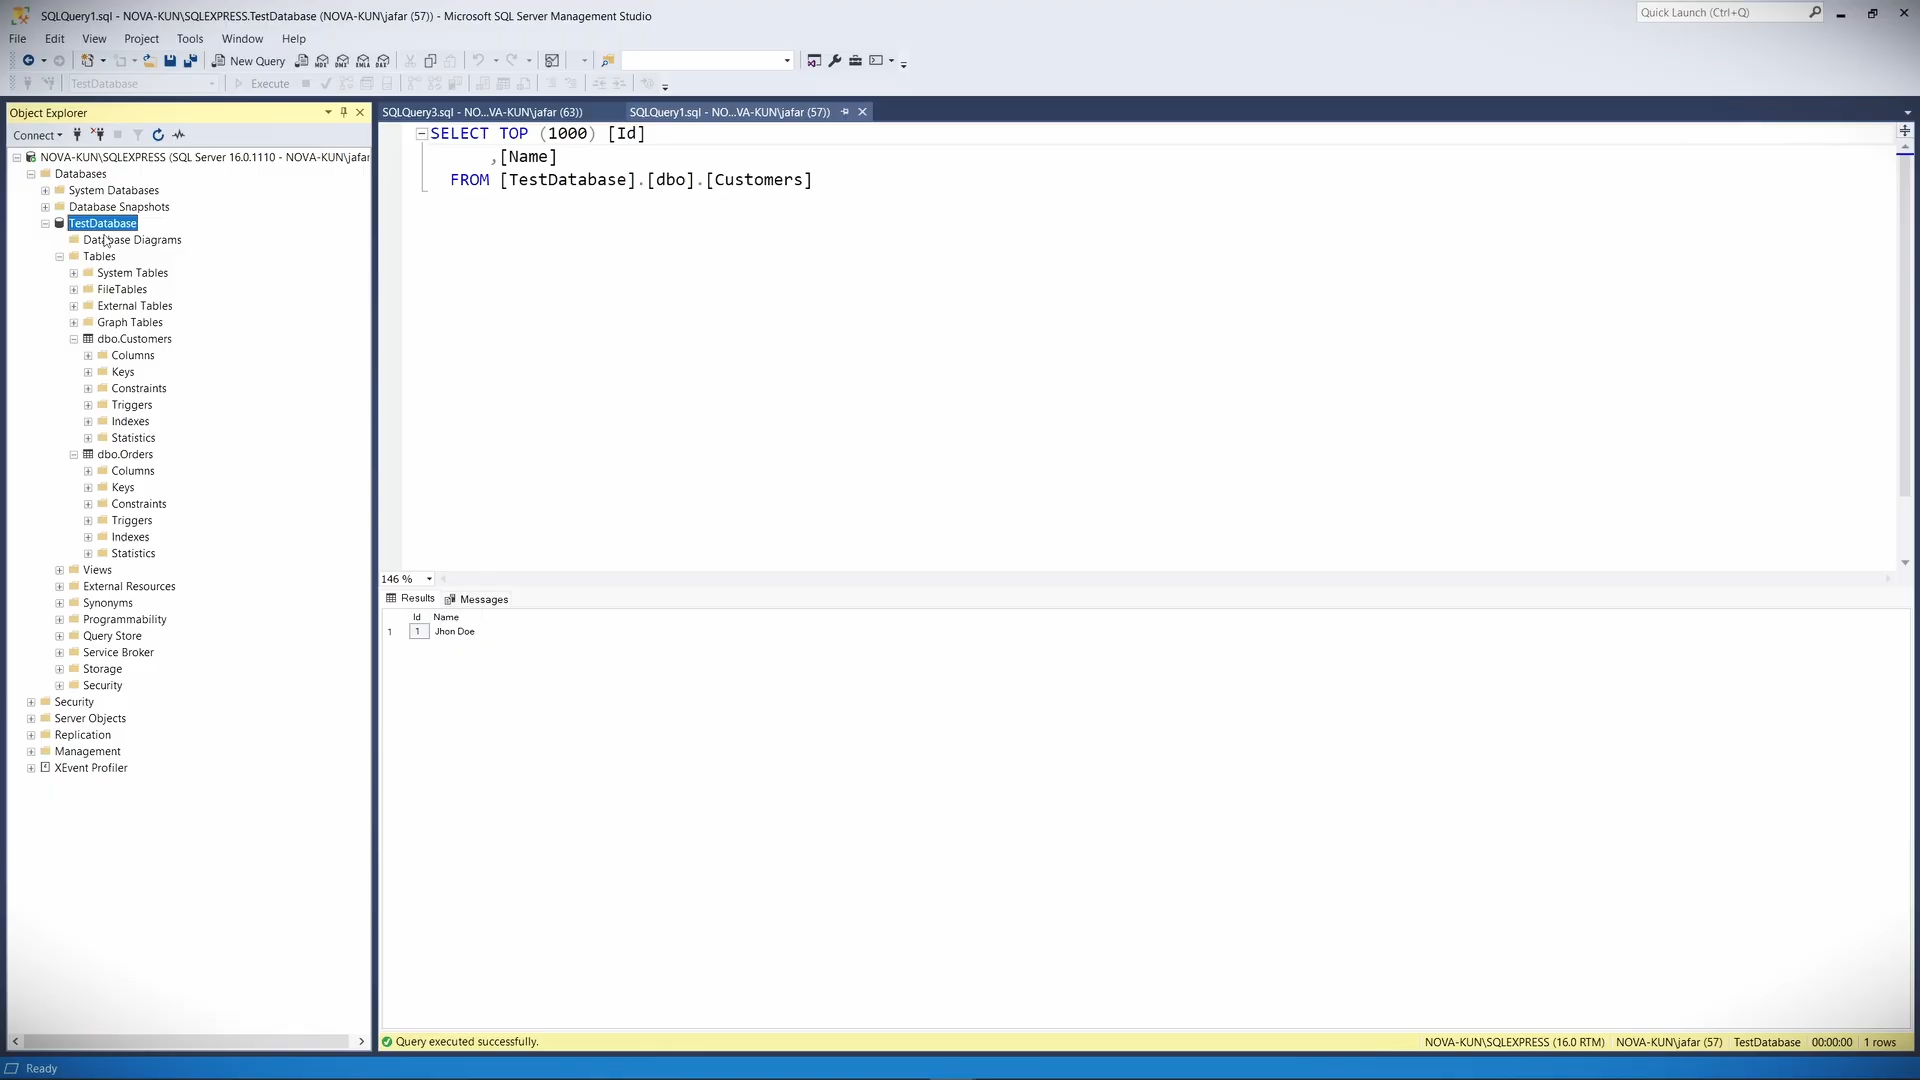 SQLQuery1.sql - NOVA-KUN\SQLEXPRESS.TestDatabase (NOVA-KUN\jafar (57)) - Microsoft SQL Server Management Studio
Quick Launch (Ctrl+Q)
File Edit View Project Tools Window Help
New Query
TestDatabase
Execute
Object Explorer
SQLQuery3.sql - NO...VA-KUN\jafar (63))
SQLQuery1.sql - NO...VA-KUN\jafar (57))
Connect
NOVA-KUN\SQLEXPRESS (SQL Server 16.0.1110 - NOVA-KUN\jafar
Databases
System Databases
Database Snapshots
TestDatabase
Database Diagrams
Tables
System Tables
FileTables
External Tables
Graph Tables
dbo.Customers
Columns
Keys
Constraints
Triggers
Indexes
Statistics
dbo.Orders
Columns
Keys
Constraints
Triggers
Indexes
Statistics
Views
External Resources
Synonyms
Programmability
Query Store
Service Broker
Storage
Security
Security
Server Objects
Replication
Management
XEvent Profiler
SELECT TOP (1000) [Id]
,[Name]
FROM [TestDatabase].[dbo].[Customers]
146 %
Results Messages
Id Name
1 1 Jhon Doe
Query executed successfully.
NOVA-KUN\SQLEXPRESS (16.0 RTM)
NOVA-KUN\jafar (57)
TestDatabase
00:00:00
1 rows
Ready